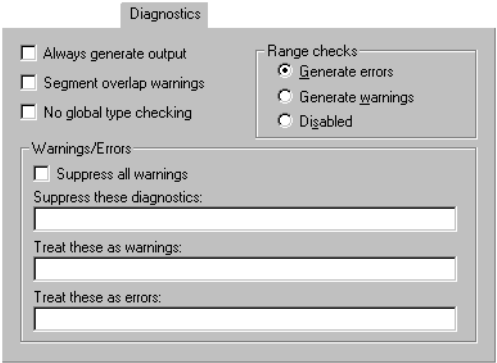 Diagnostics
Always generate output
Segment overlap warnings
No global type checking
Range checks
Generate errors
Generate warnings
Disabled
Warnings/Errors
Suppress all warnings
Suppress these diagnostics:
Treat these as warnings:
Treat these as errors: